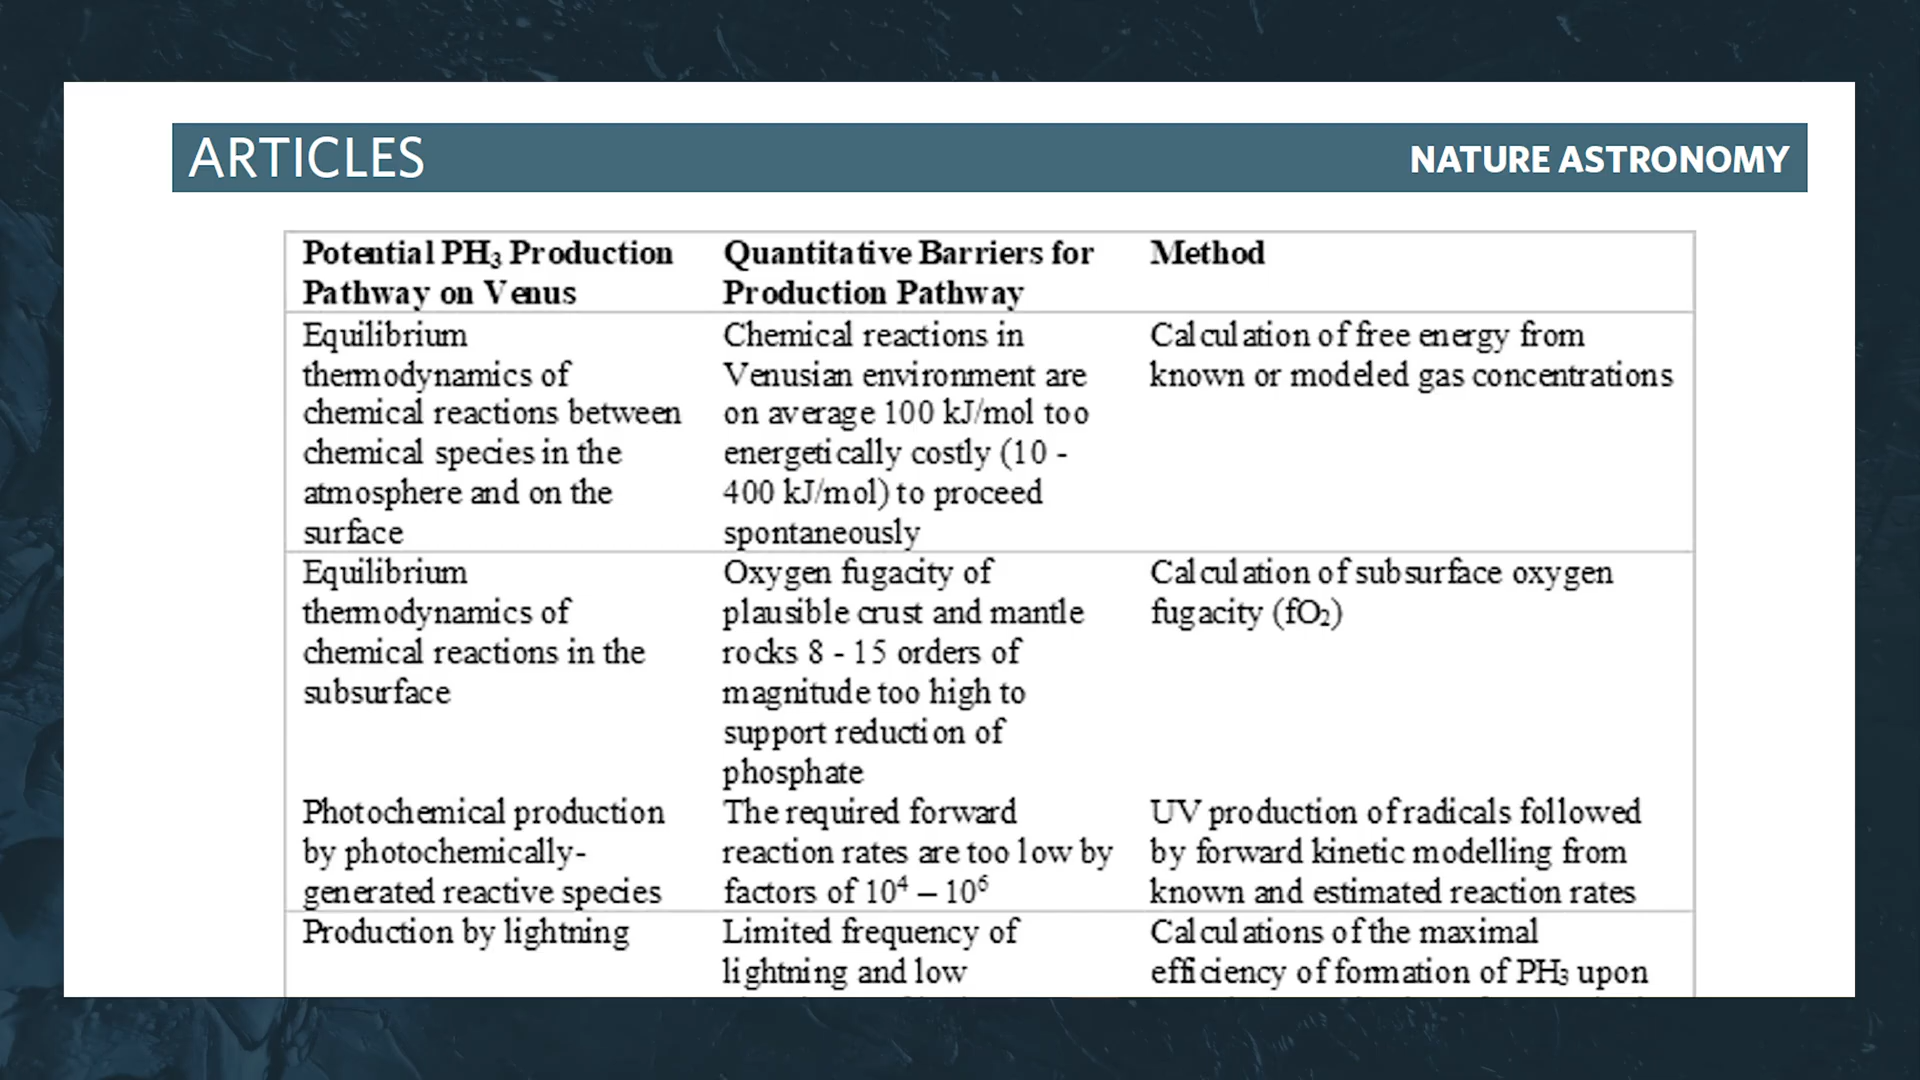 ARTICLES
NATURE ASTRONOMY
Potential PH₃ Production
Pathway on Venus
Quantitative Barriers for
Production Pathway
Method
Equilibrium
thermodynamics of
chemical reactions between
chemical species in the
atmosphere and on the
surface
Chemical reactions in
Venusian environment are
on average 100 kJ/mol too
energetically costly (10 -
400 kJ/mol) to proceed
spontaneously
Calculation of free energy from
known or modeled gas concentrations
Equilibrium
thermodynamics of
chemical reactions in the
subsurface
Oxygen fugacity of
plausible crust and mantle
rocks 8 - 15 orders of
magnitude too high to
support reduction of
phosphate
Calculation of subsurface oxygen
fugacity (fO₂)
Photochemical production
by photochemically-
generated reactive species
The required forward
reaction rates are too low by
factors of 10⁴ – 10⁶
UV production of radicals followed
by forward kinetic modelling from
known and estimated reaction rates
Production by lightning
Limited frequency of
lightning and low
Calculations of the maximal
efficiency of formation of PH₃ upon